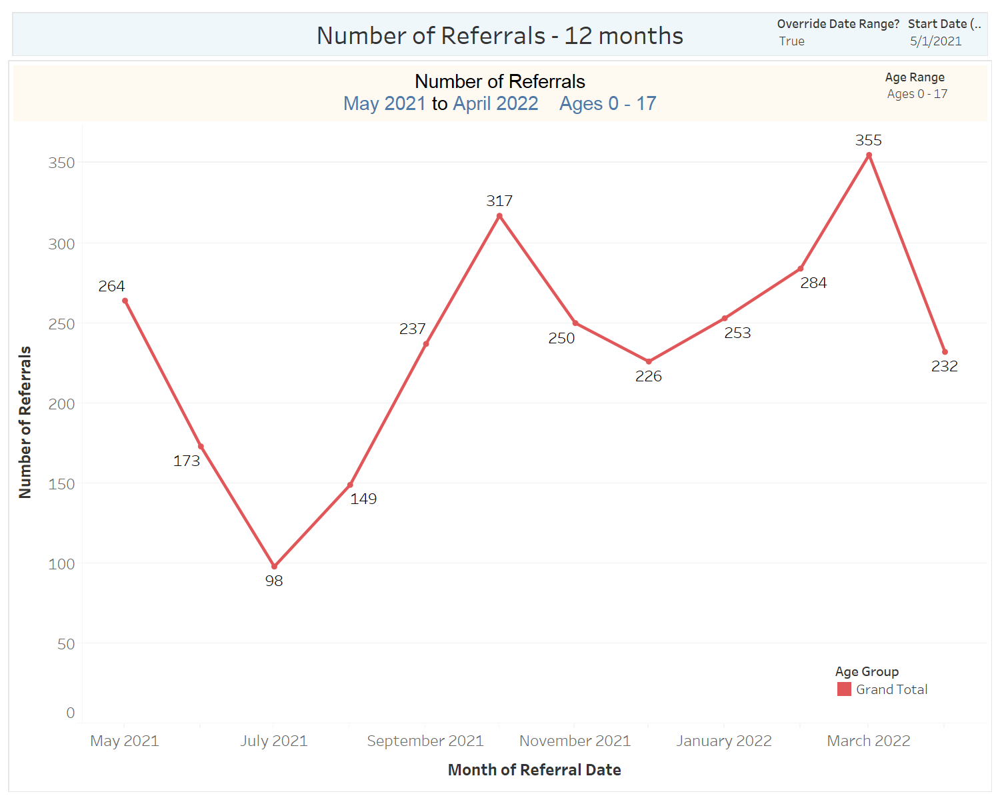 Number of Referrals - 12 months
Override Date Range? Start Date (..
True 5/1/2021
Number of Referrals
May 2021 to April 2022 Ages 0 - 17
Age Range
Ages 0 - 17
Number of Referrals
350
300
250
200
150
100
50
0
264
173
98
149
237
317
250
226
253
284
355
232
Age Group
Grand Total
May 2021 July 2021 September 2021 November 2021 January 2022 March 2022
Month of Referral Date